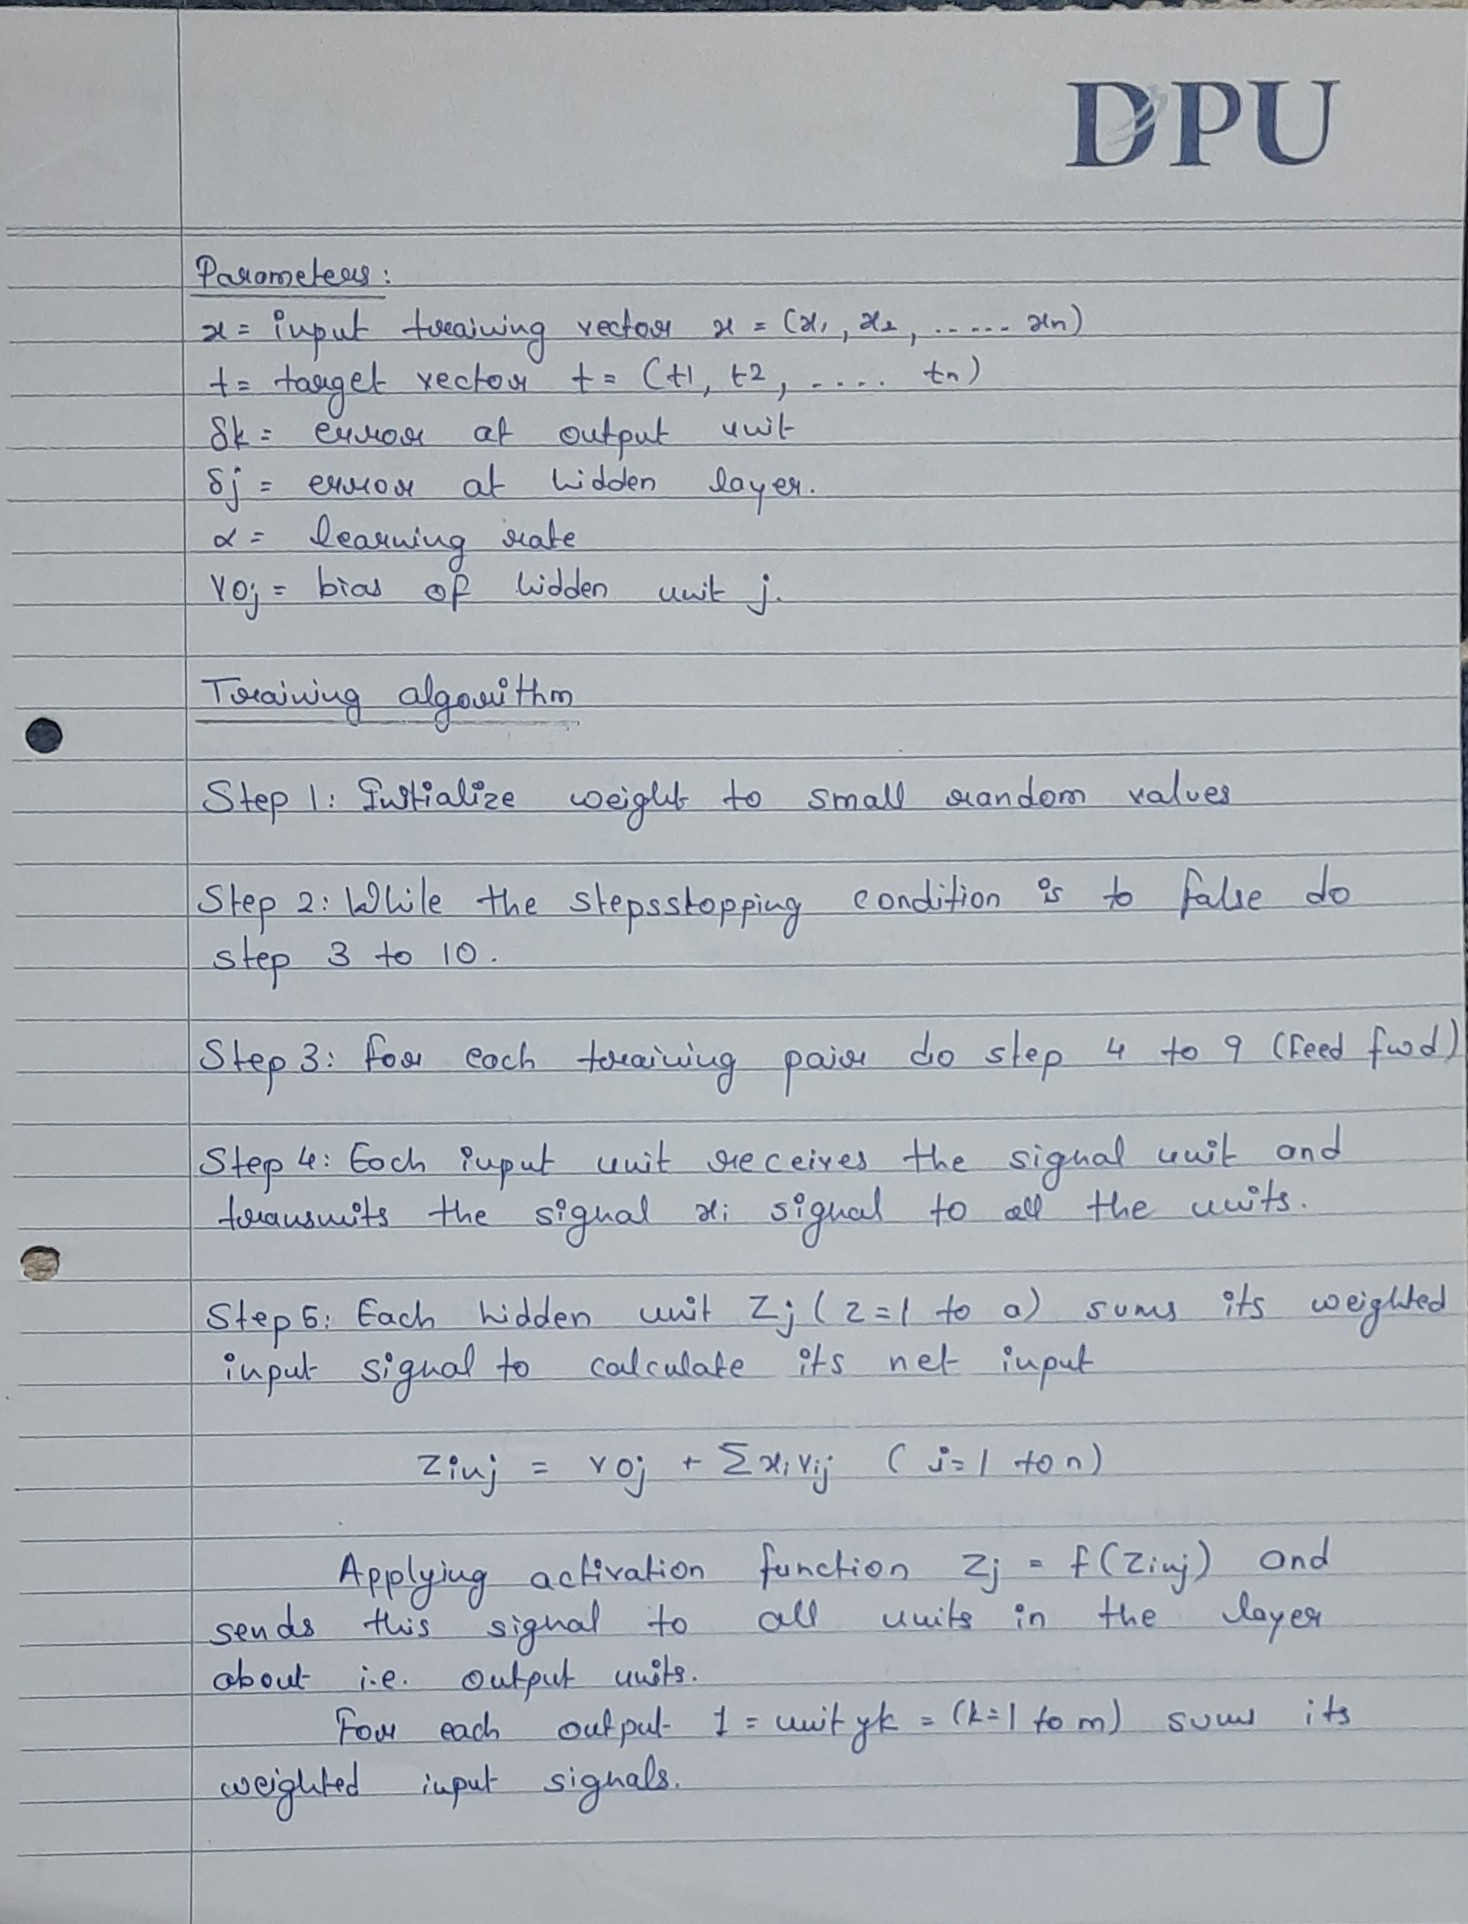 DPU
Parameters:
x = input training vector x = (x1, x2, ...... xn)
t = target vector t = (t1, t2, .... tn)
δk = error at output unit
δj = error at hidden layer.
α = learning rate
V0j = bias of hidden unit j.
Training algorithm
Step 1: Initialize weight to small random values
Step 2: While the stepsstopping condition is to false do
step 3 to 10.
Step 3: For each training pair do step 4 to 9 (Feed fwd)
Step 4: Each input unit receives the signal unit and
transmits the signal xi signal to all the units.
Step 5: Each hidden unit Zj (z=1 to a) sums its weighted
input signal to calculate its net input
Zinj = v0j + Σxivij (j=1 to n)
Applying activation function Zj = f(Zinj) and
sends this signal to all units in the layer
about i.e. output units.
For each output 1 = unit yk = (k=1 to m) sums its
weighted input signals.